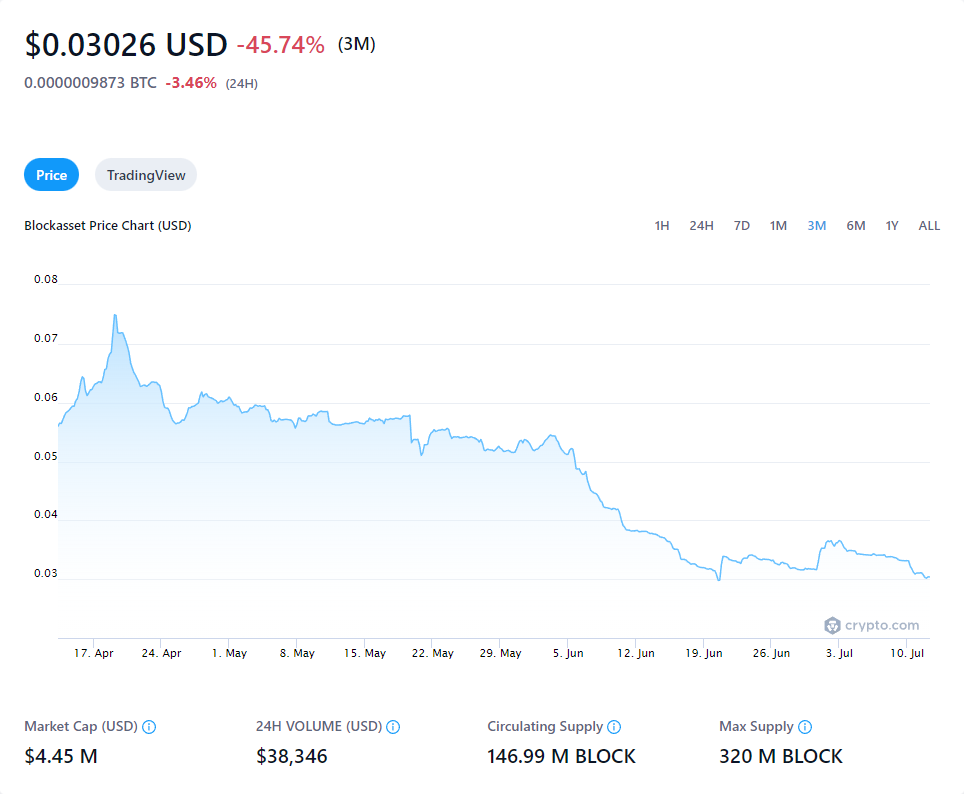 $0.03026 USD -45.74% (3M)
0.0000009873 BTC -3.46% (24H)
Price TradingView
Blockasset Price Chart (USD) 1H 24H 7D 1M 3M 6M 1Y ALL
0.08
0.07
0.06
0.05
0.04
0.03
crypto.com
17. Apr 24. Apr 1. May 8. May 15. May 22. May 29. May 5. Jun 12. Jun 19. Jun 26. Jun 3. Jul 10. Jul
Market Cap (USD) 24H VOLUME (USD) Circulating Supply Max Supply
$4.45 M $38,346 146.99 M BLOCK 320 M BLOCK